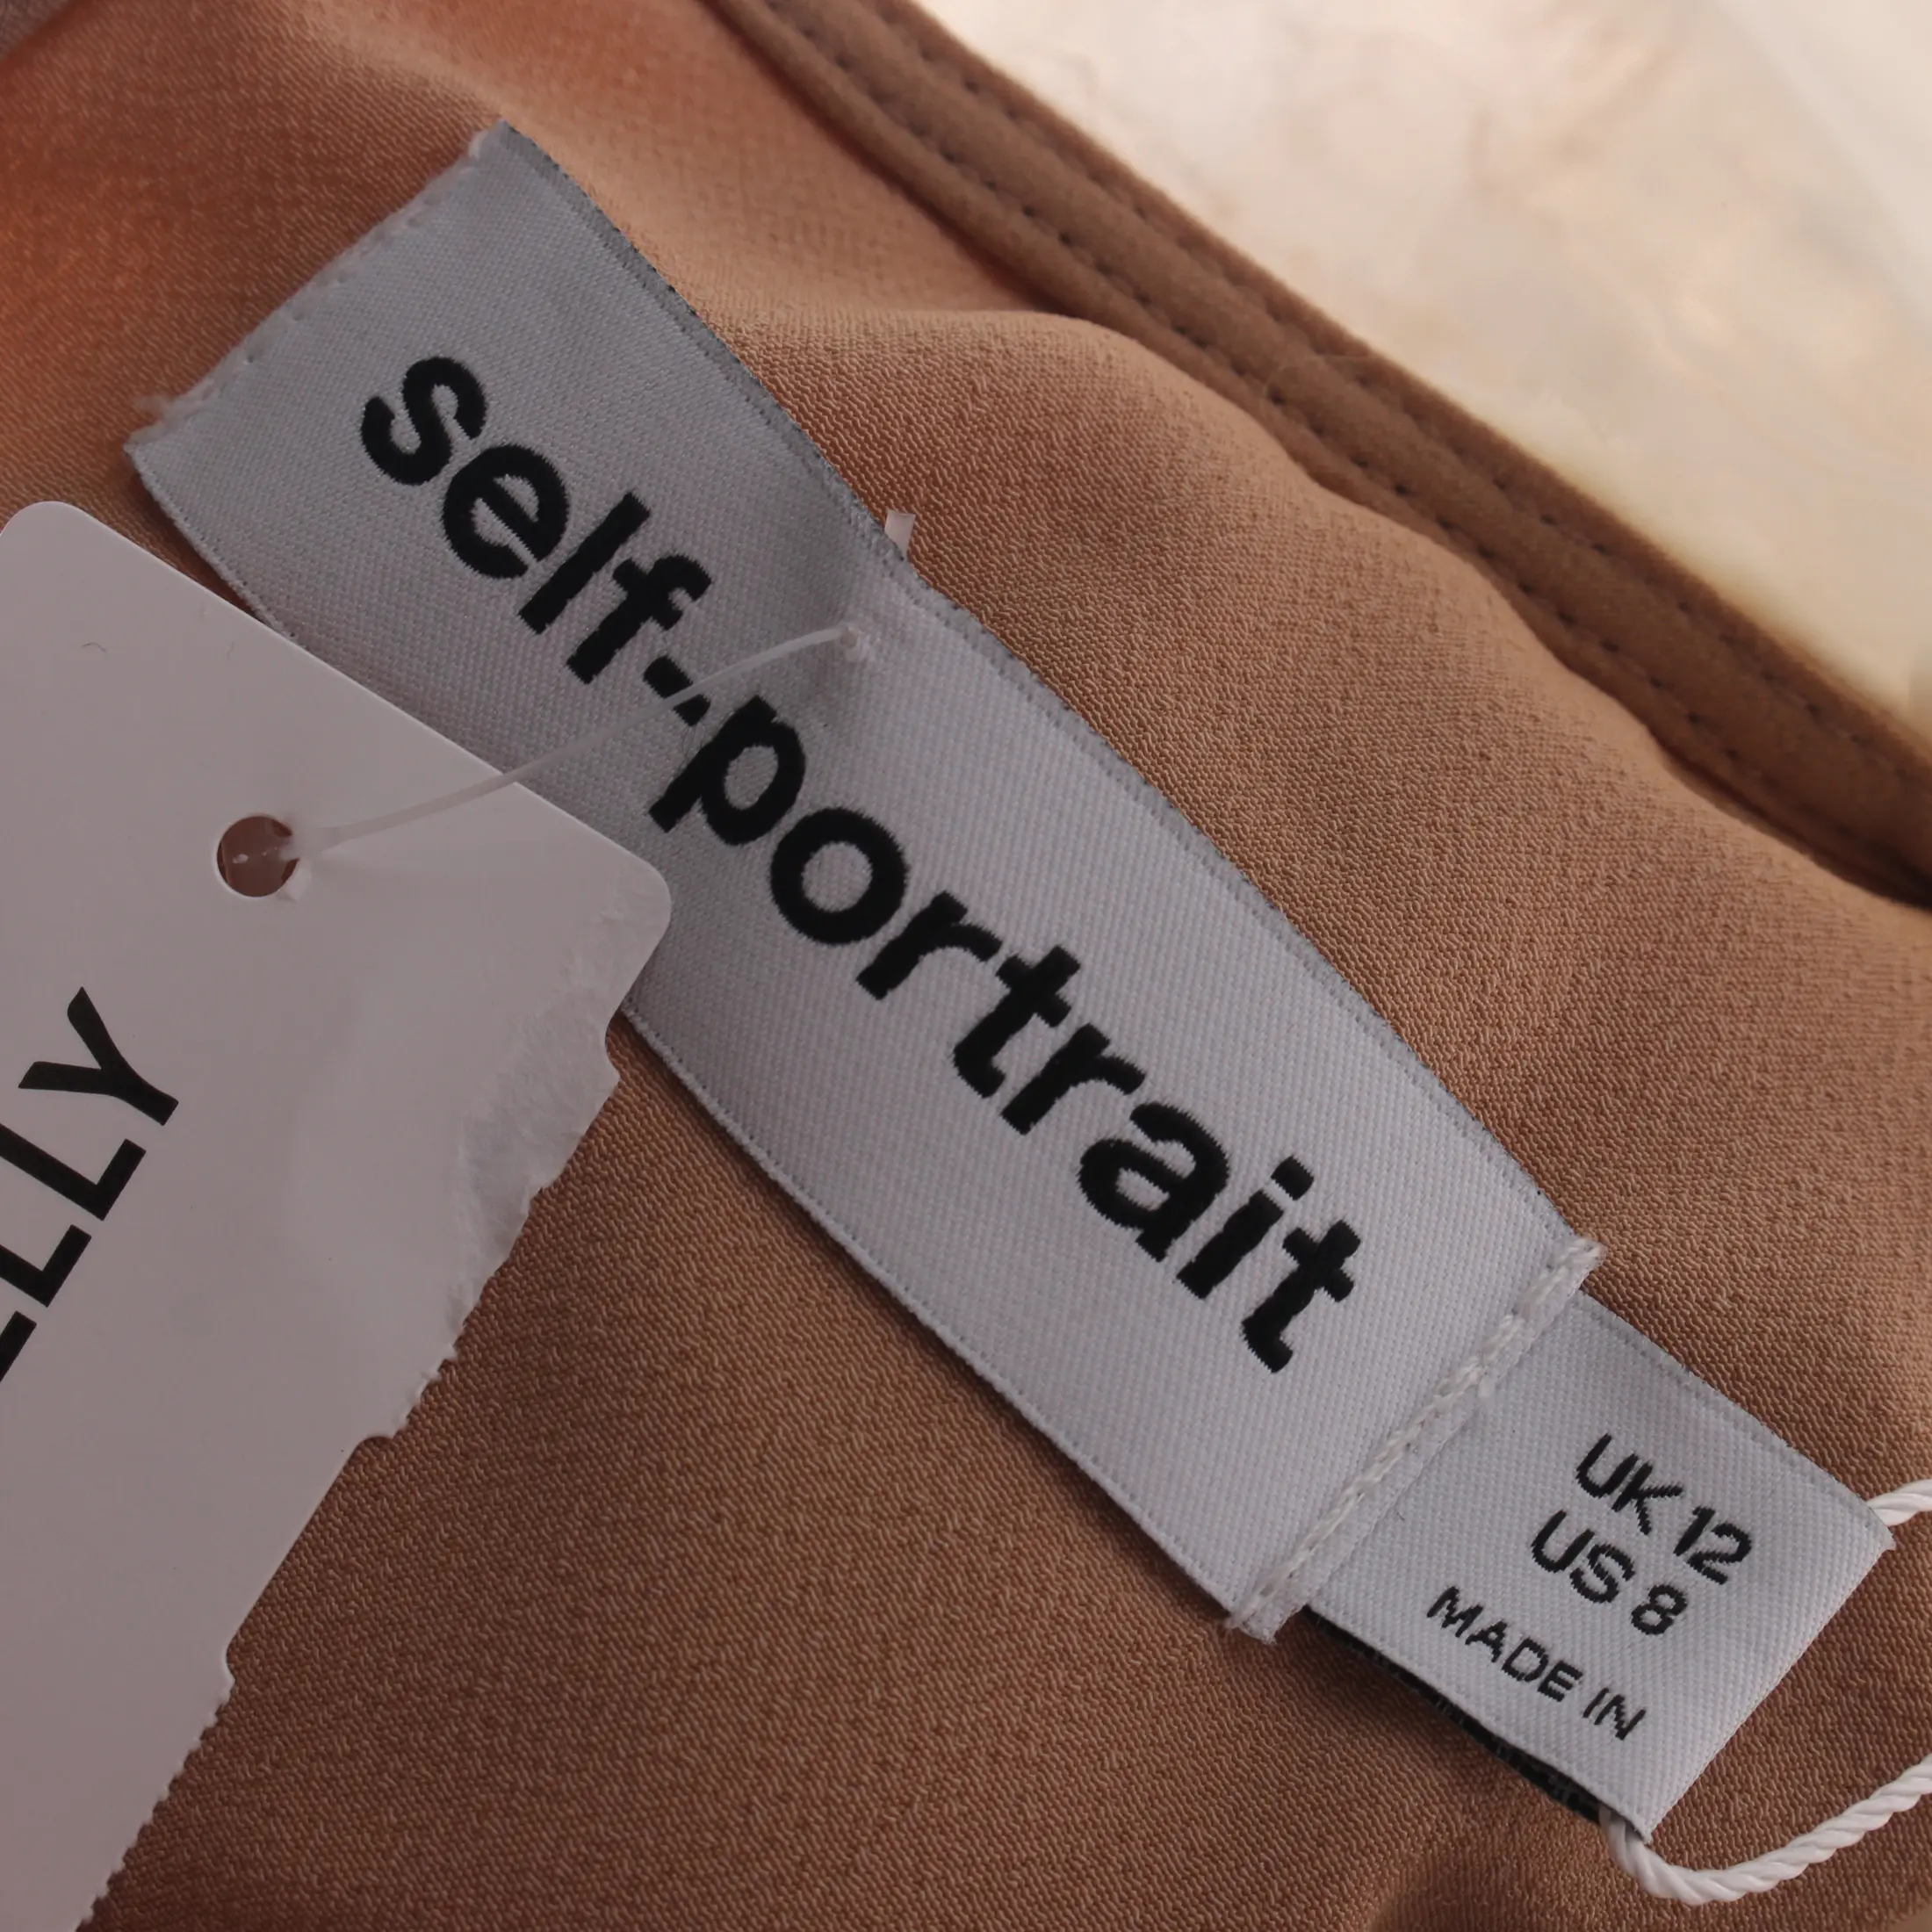 self-portrait
UK 12
US 8
MADE IN
LLY